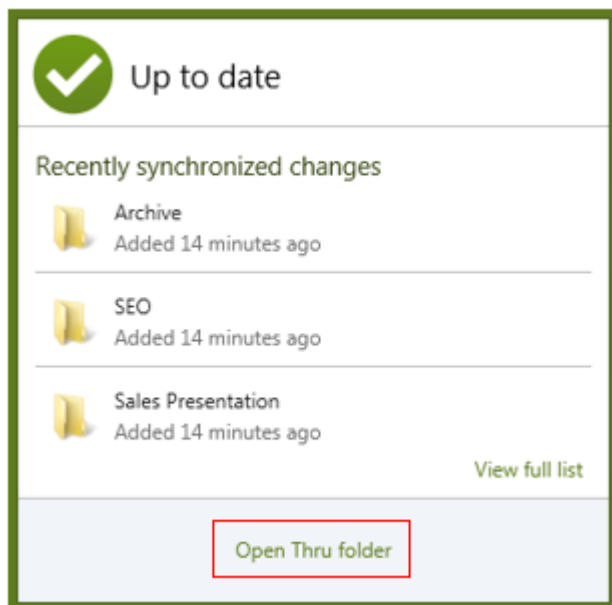 Up to date
Recently synchronized changes
Archive
Added 14 minutes ago
SEO
Added 14 minutes ago
Sales Presentation
Added 14 minutes ago
View full list
Open Thru folder